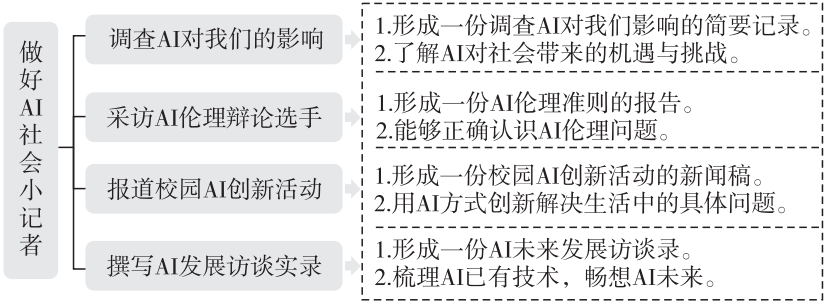 做好AI社会小记者
调查AI对我们的影响
1.形成一份调查AI对我们影响的简要记录。
2.了解AI对社会带来的机遇与挑战。
采访AI伦理辩论选手
1.形成一份AI伦理准则的报告。
2.能够正确认识AI伦理问题。
报道校园AI创新活动
1.形成一份校园AI创新活动的新闻稿。
2.用AI方式创新解决生活中的具体问题。
撰写AI发展访谈实录
1.形成一份AI未来发展访谈录。
2.梳理AI已有技术，畅想AI未来。